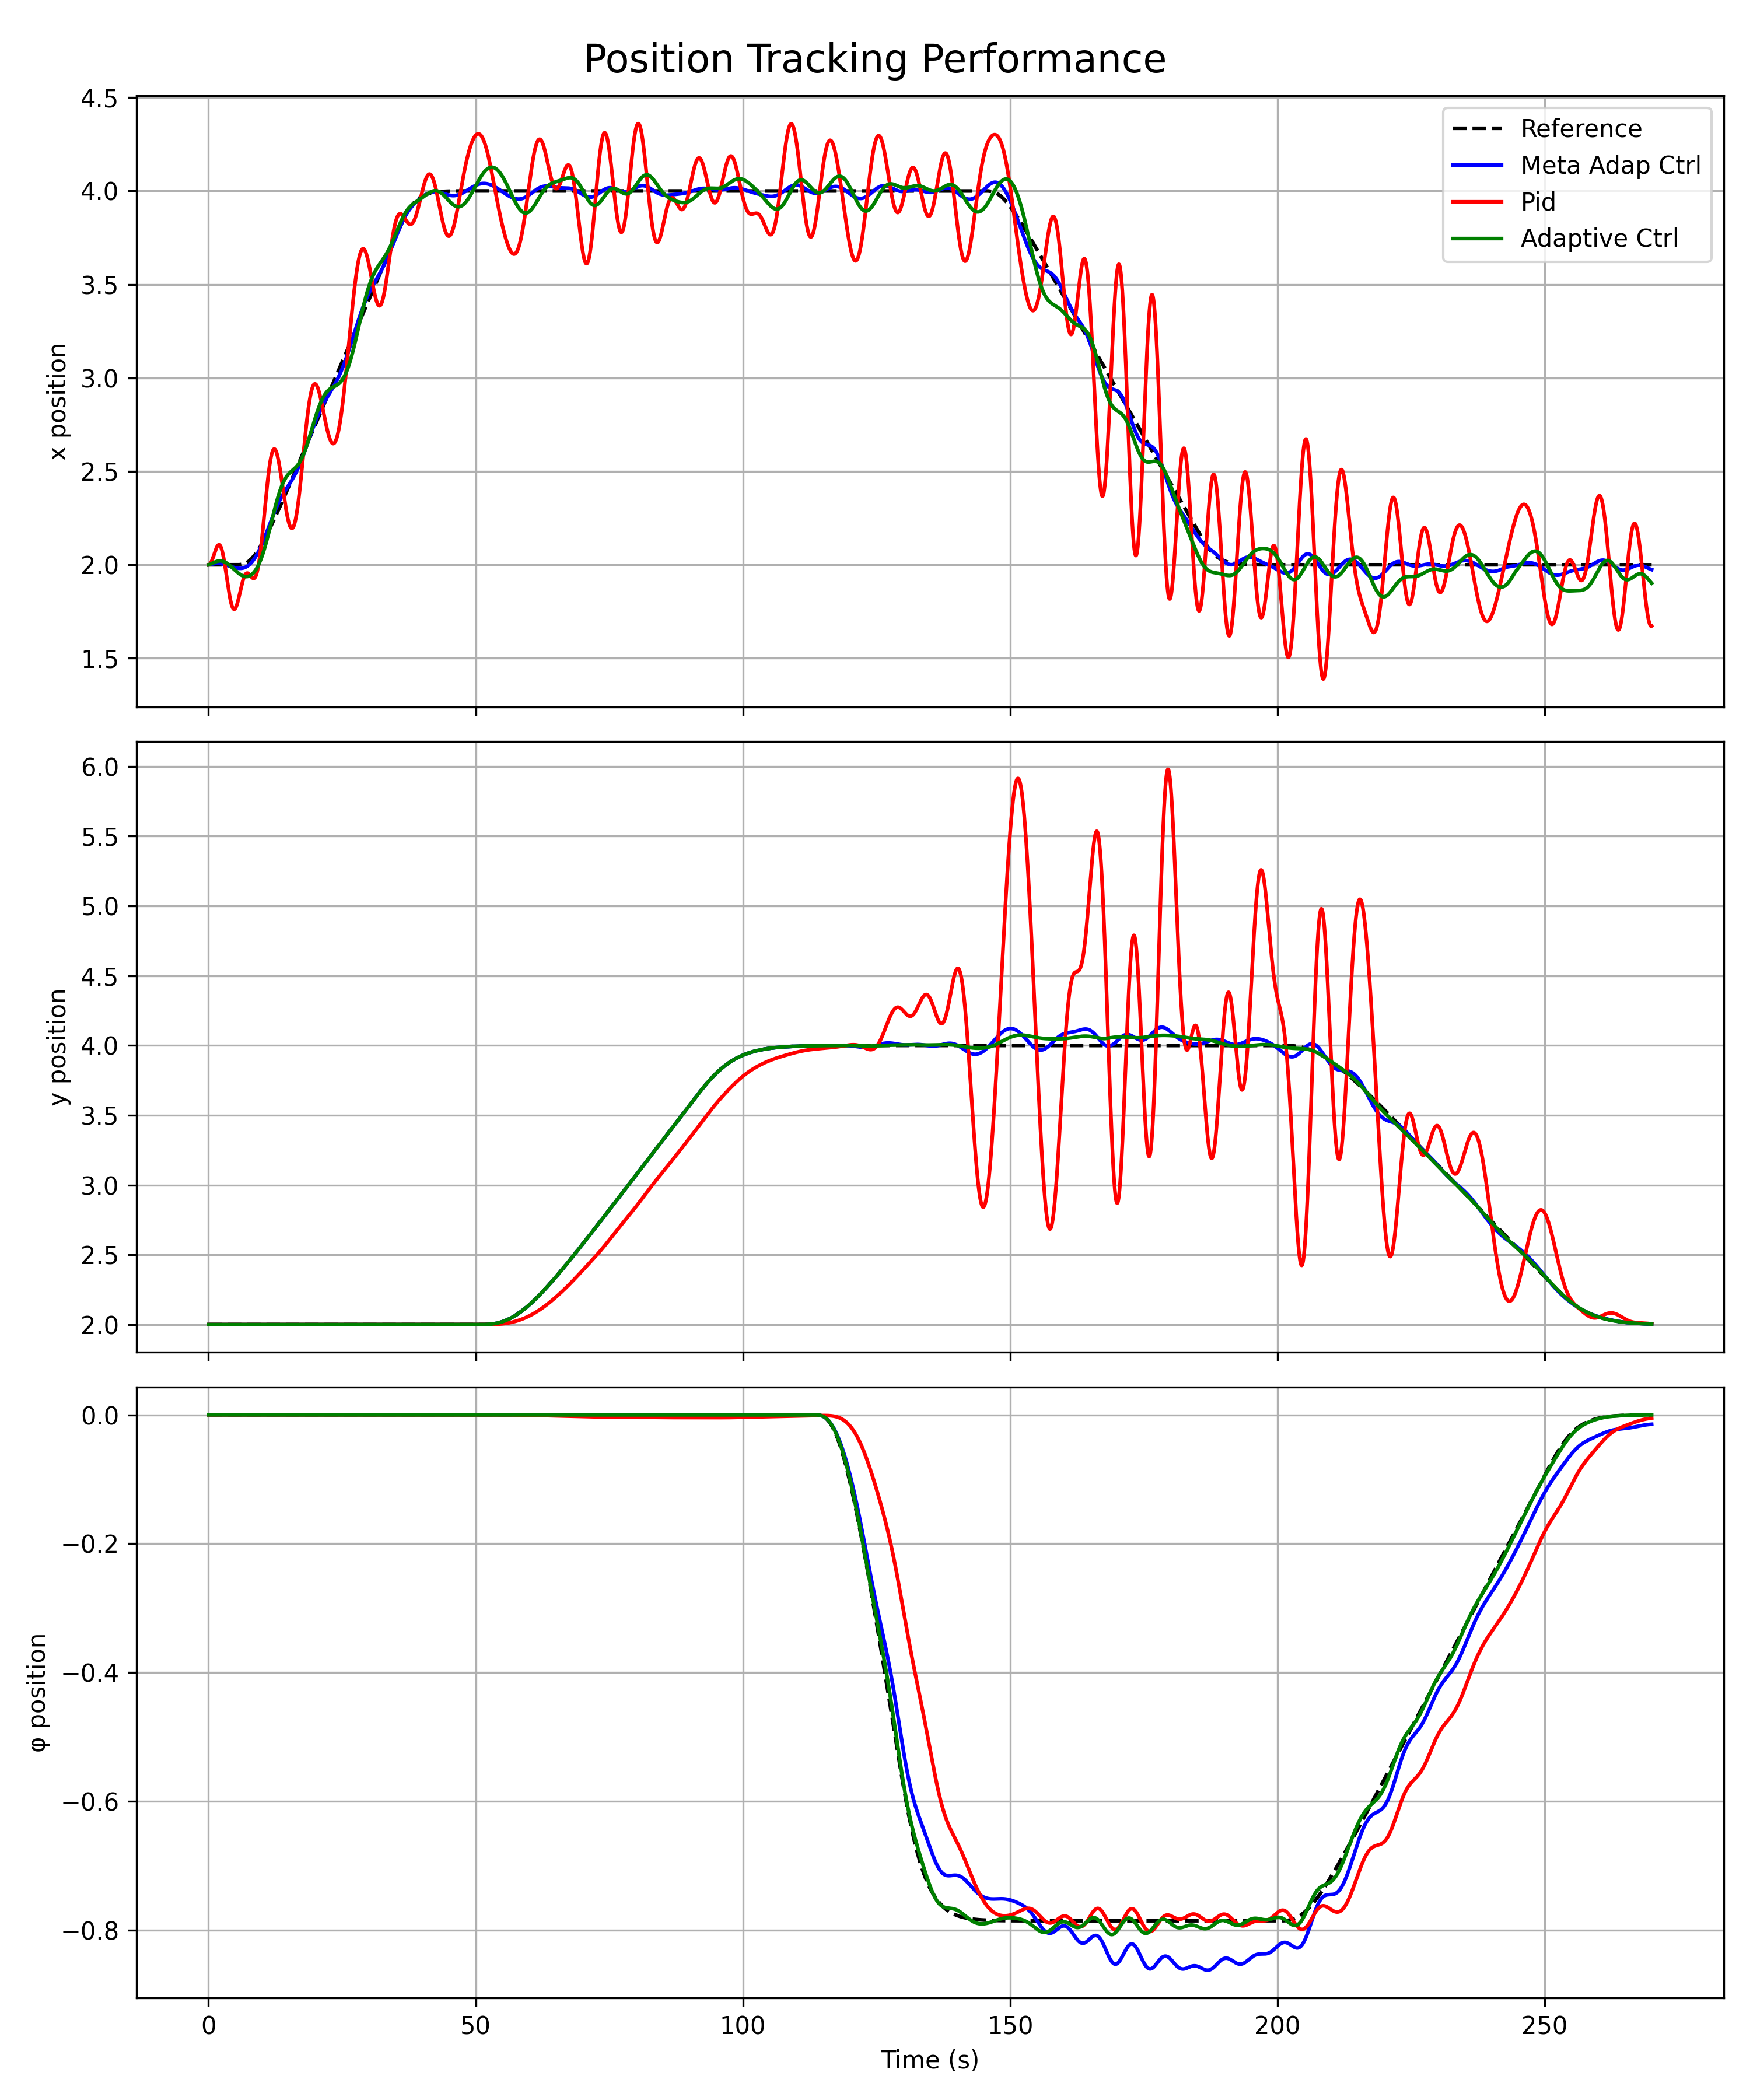 Position Tracking Performance
4.5
4.0
3.5
3.0
2.5
2.0
1.5
x position
Reference
Meta Adap Ctrl
Pid
Adaptive Ctrl
6.0
5.5
5.0
4.5
4.0
3.5
3.0
2.5
2.0
y position
0.0
−0.2
−0.4
−0.6
−0.8
φ position
0 50 100 150 200 250
Time (s)